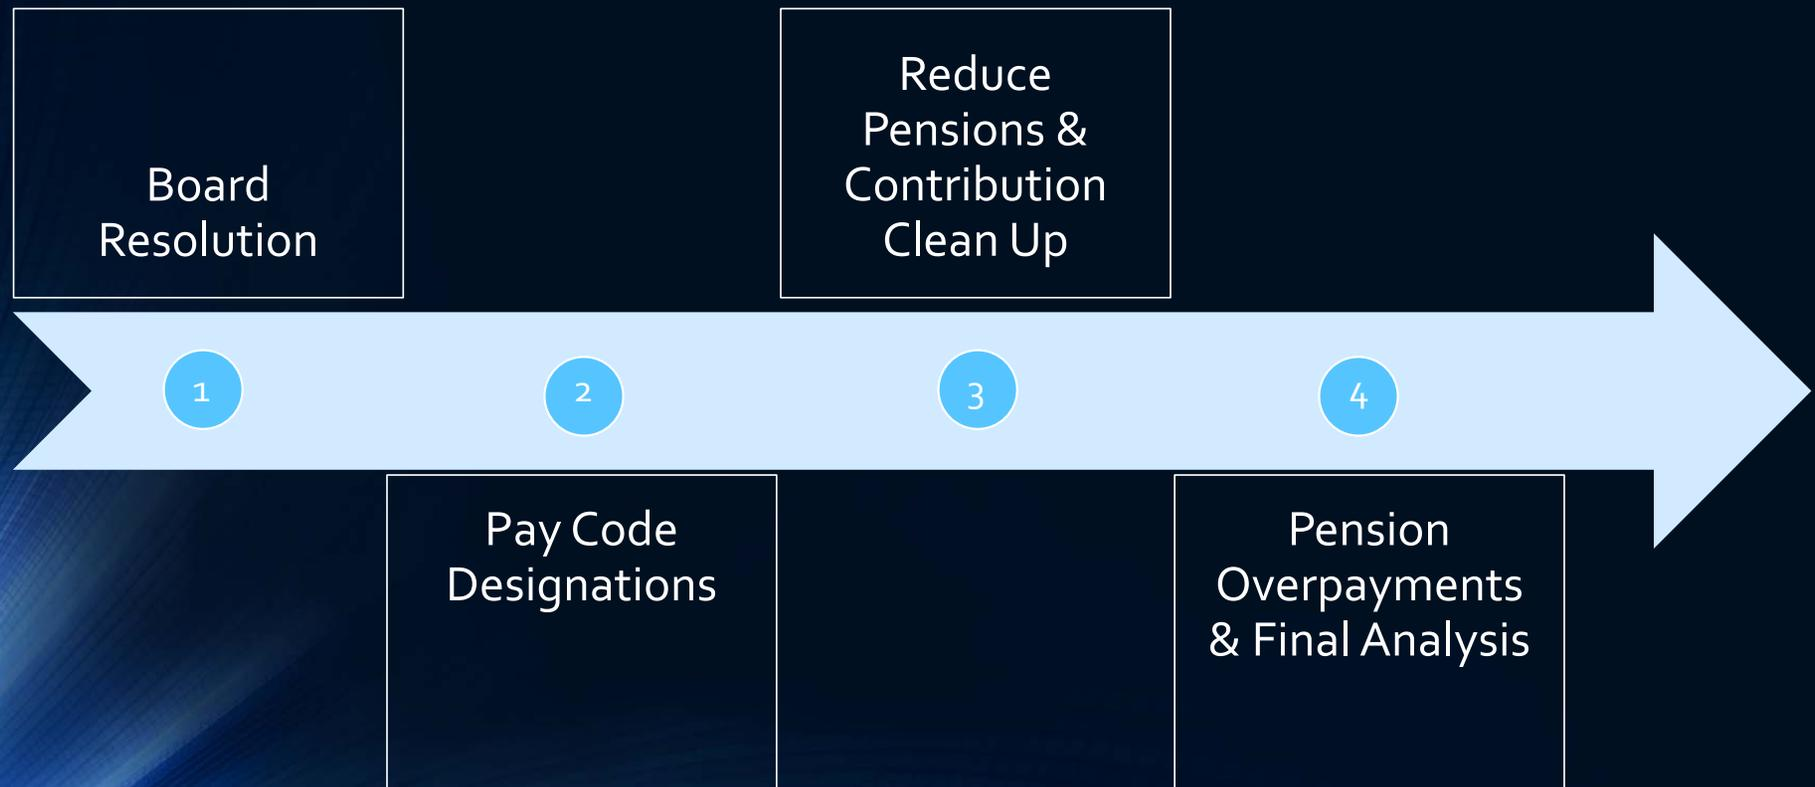 Board
Resolution
1
Pay Code
Designations
2
Reduce
Pensions &
Contribution
Clean Up
3
Pension
Overpayments
& Final Analysis
4